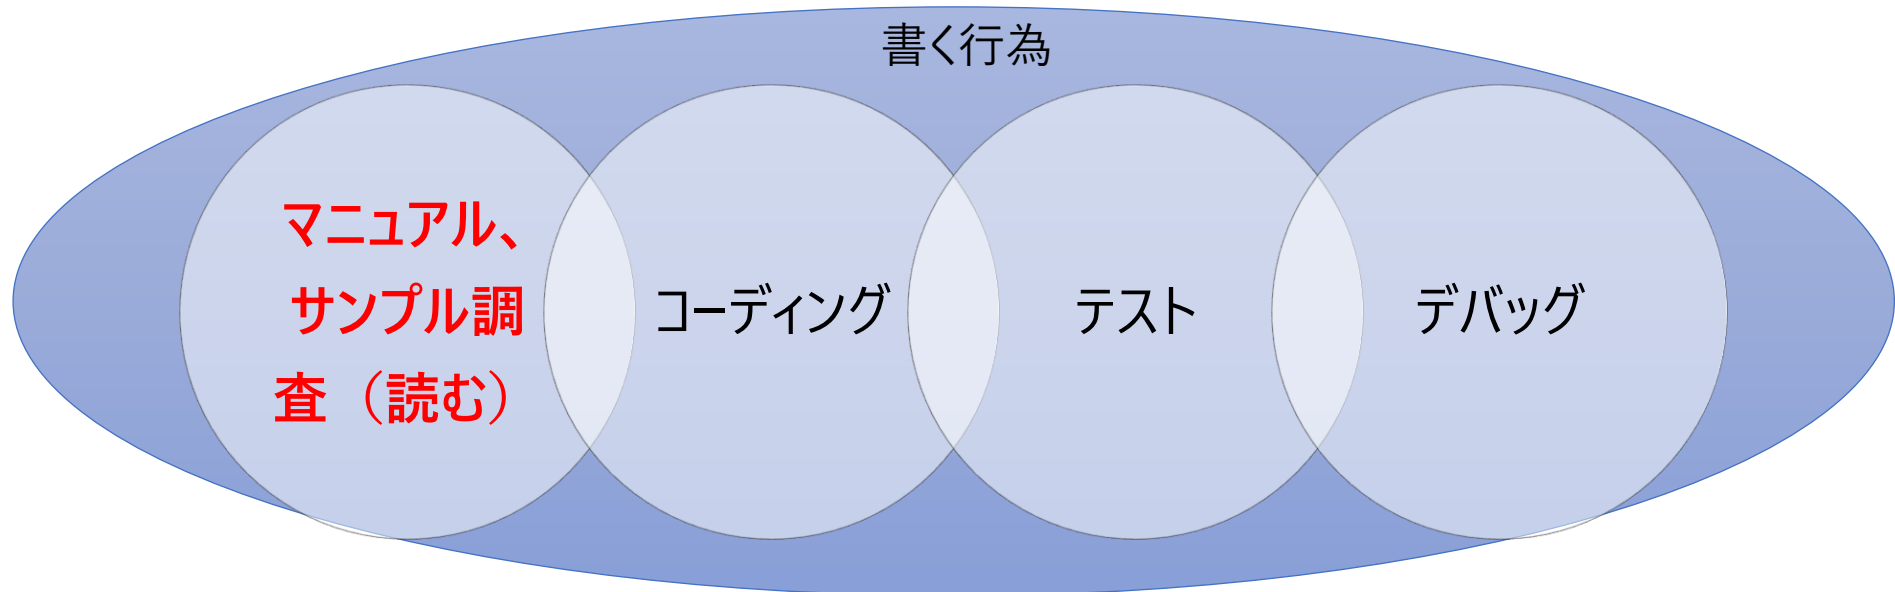 書く行為
マニュアル、
サンプル調
査（読む）
コーディング
テスト
デバッグ